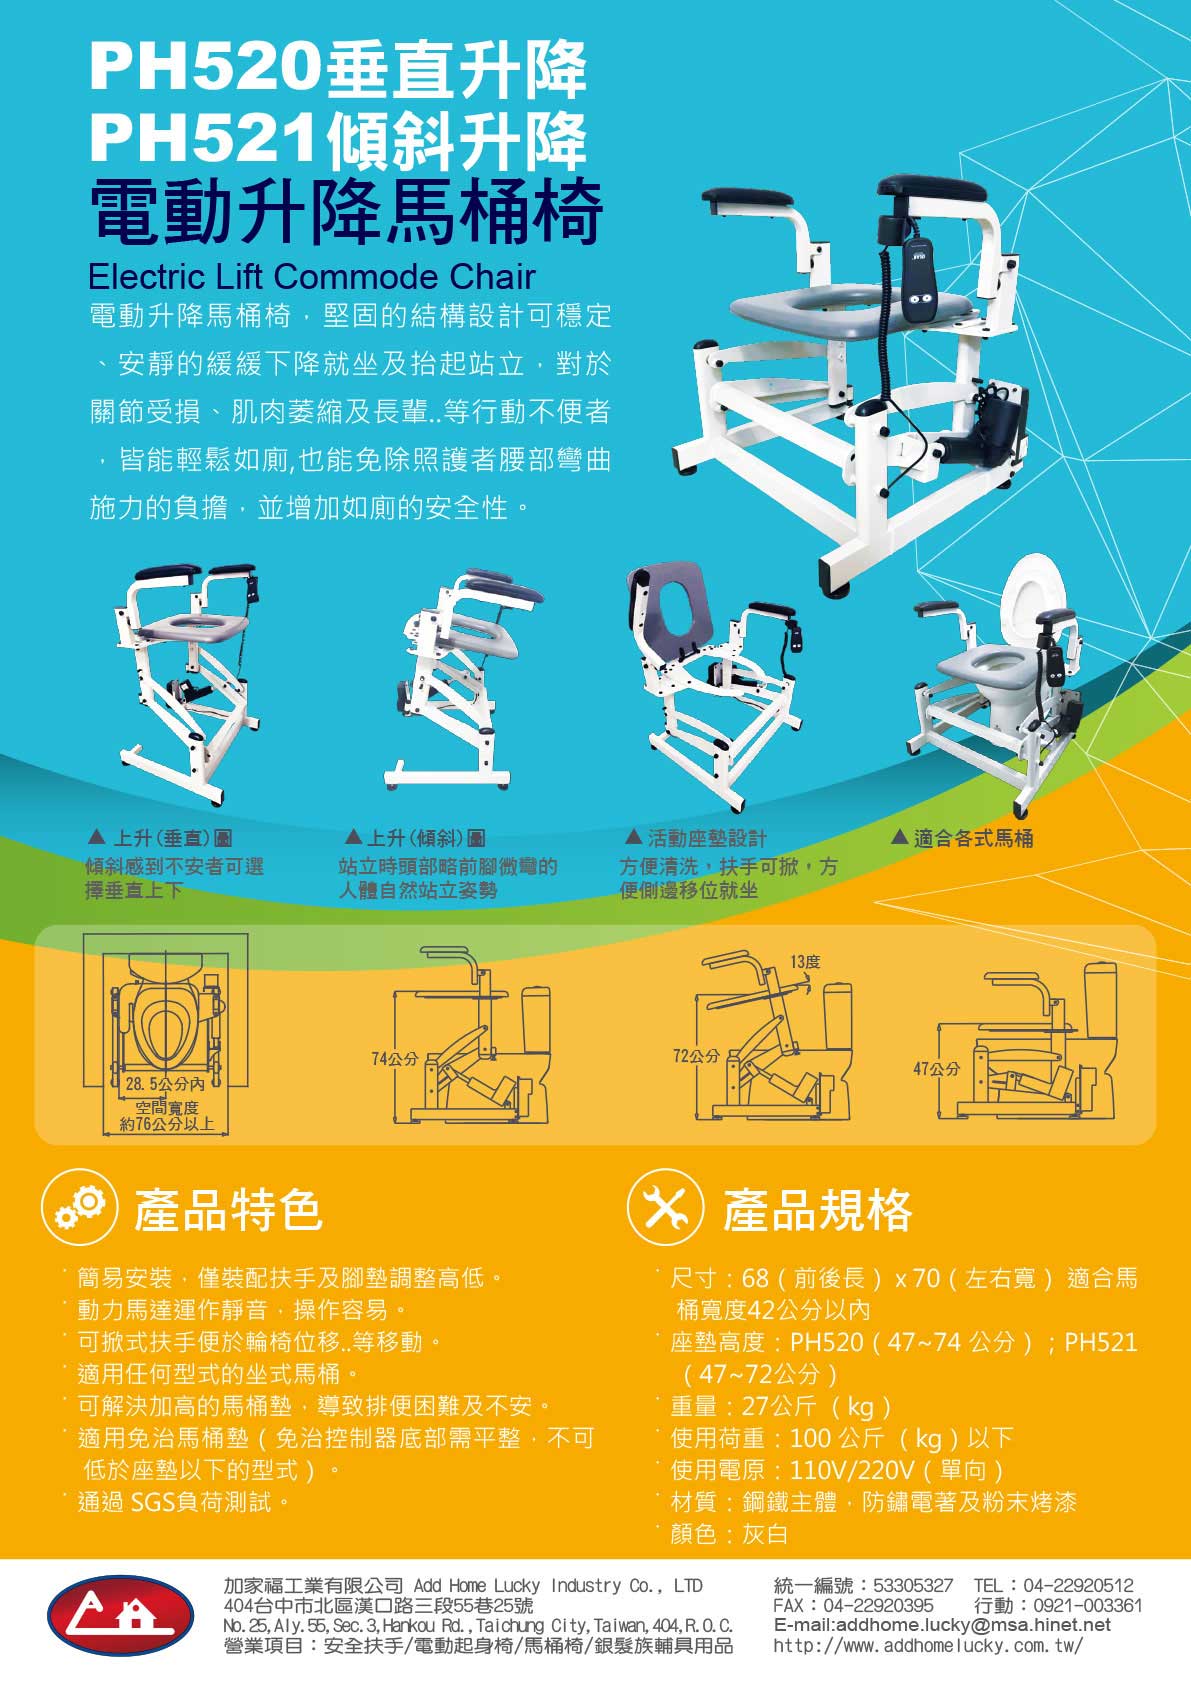 PH520垂直升降
PH521傾斜升降
電動升降馬桶椅
Electric Lift Commode Chair
電動升降馬桶椅，堅固的結構設計可穩定
、安靜的緩緩下降就坐及抬起站立，對於
關節受損、肌肉萎縮及長輩..等行動不便者
，皆能輕鬆如廁,也能免除照護者腰部彎曲
施力的負擔，並增加如廁的安全性。
▲ 上升(垂直)圖
傾斜感到不安者可選
擇垂直上下
▲上升(傾斜)圖
站立時頭部略前腳微彎的
人體自然站立姿勢
▲ 活動座墊設計
方便清洗，扶手可掀，方
便側邊移位就坐
▲ 適合各式馬桶
28.5公分內
空間寬度
約76公分以上
74公分
13度
72公分
47公分
產品特色
˙簡易安裝，僅裝配扶手及腳墊調整高低。
˙動力馬達運作靜音，操作容易。
˙可掀式扶手便於輪椅位移..等移動。
˙適用任何型式的坐式馬桶。
˙可解決加高的馬桶墊，導致排便困難及不安。
˙適用免治馬桶墊（免治控制器底部需平整，不可
低於座墊以下的型式）。
˙通過 SGS負荷測試。
產品規格
˙尺寸：68（前後長） x 70（左右寬） 適合馬
桶寬度42公分以內
˙座墊高度：PH520（47~74 公分）；PH521
（47~72公分）
˙重量：27公斤 （kg）
˙使用荷重：100 公斤 （kg）以下
˙使用電原：110V/220V（單向）
˙材質：鋼鐵主體，防鏽電著及粉末烤漆
˙顏色：灰白
加家福工業有限公司 Add Home Lucky Industry Co., LTD
404台中市北區漢口路三段55巷25號
No.25,Aly.55,Sec.3,Hankou Rd.,Taichung City,Taiwan,404,R.O.C.
營業項目：安全扶手/電動起身椅/馬桶椅/銀髮族輔具用品
統一編號：53305327 TEL：04-22920512
FAX：04-22920395 行動：0921-003361
E-mail:addhome.lucky@msa.hinet.net
http://www.addhomelucky.com.tw/